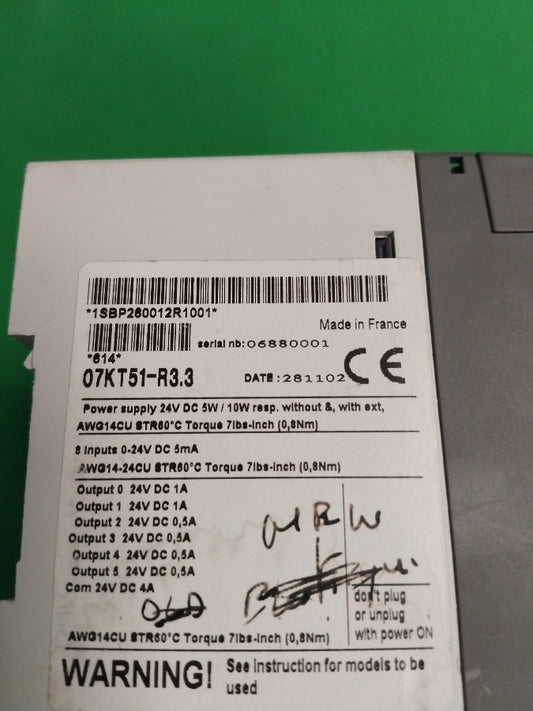 *1SBP260012R1001*
Made in France
serial nb:06880001
*614*
07KT51-R3.3
DATE:281102
CE
Power supply 24V DC 5W / 10W resp. without &, with ext,
AWG14CU STR60°C Torque 7lbs-inch (0,8Nm)
8 Inputs 0-24V DC 5mA
AWG14-24CU STR60°C Torque 7lbs-inch (0,8Nm)
Output 0 24V DC 1A
Output 1 24V DC 1A
Output 2 24V DC 0,5A
Output 3 24V DC 0,5A
Output 4 24V DC 0,5A
Output 5 24V DC 0,5A
Com 24V DC 4A
OLD
don't plug
or unplug
with power ON
AWG14CU STR60°C Torque 7lbs-inch (0,8Nm)
WARNING! See Instruction for models to be
used